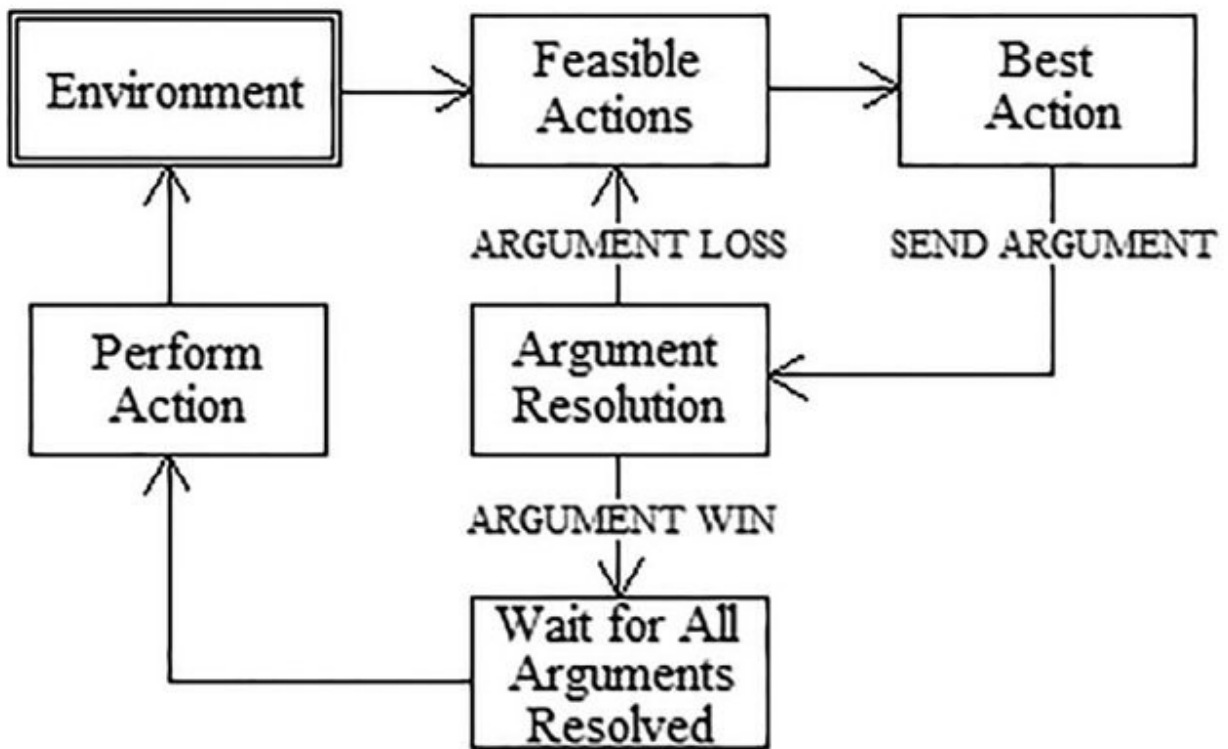 Environment
Feasible
Actions
Best
Action
ARGUMENT LOSS
SEND ARGUMENT
Perform
Action
Argument
Resolution
ARGUMENT WIN
Wait for All
Arguments
Resolved